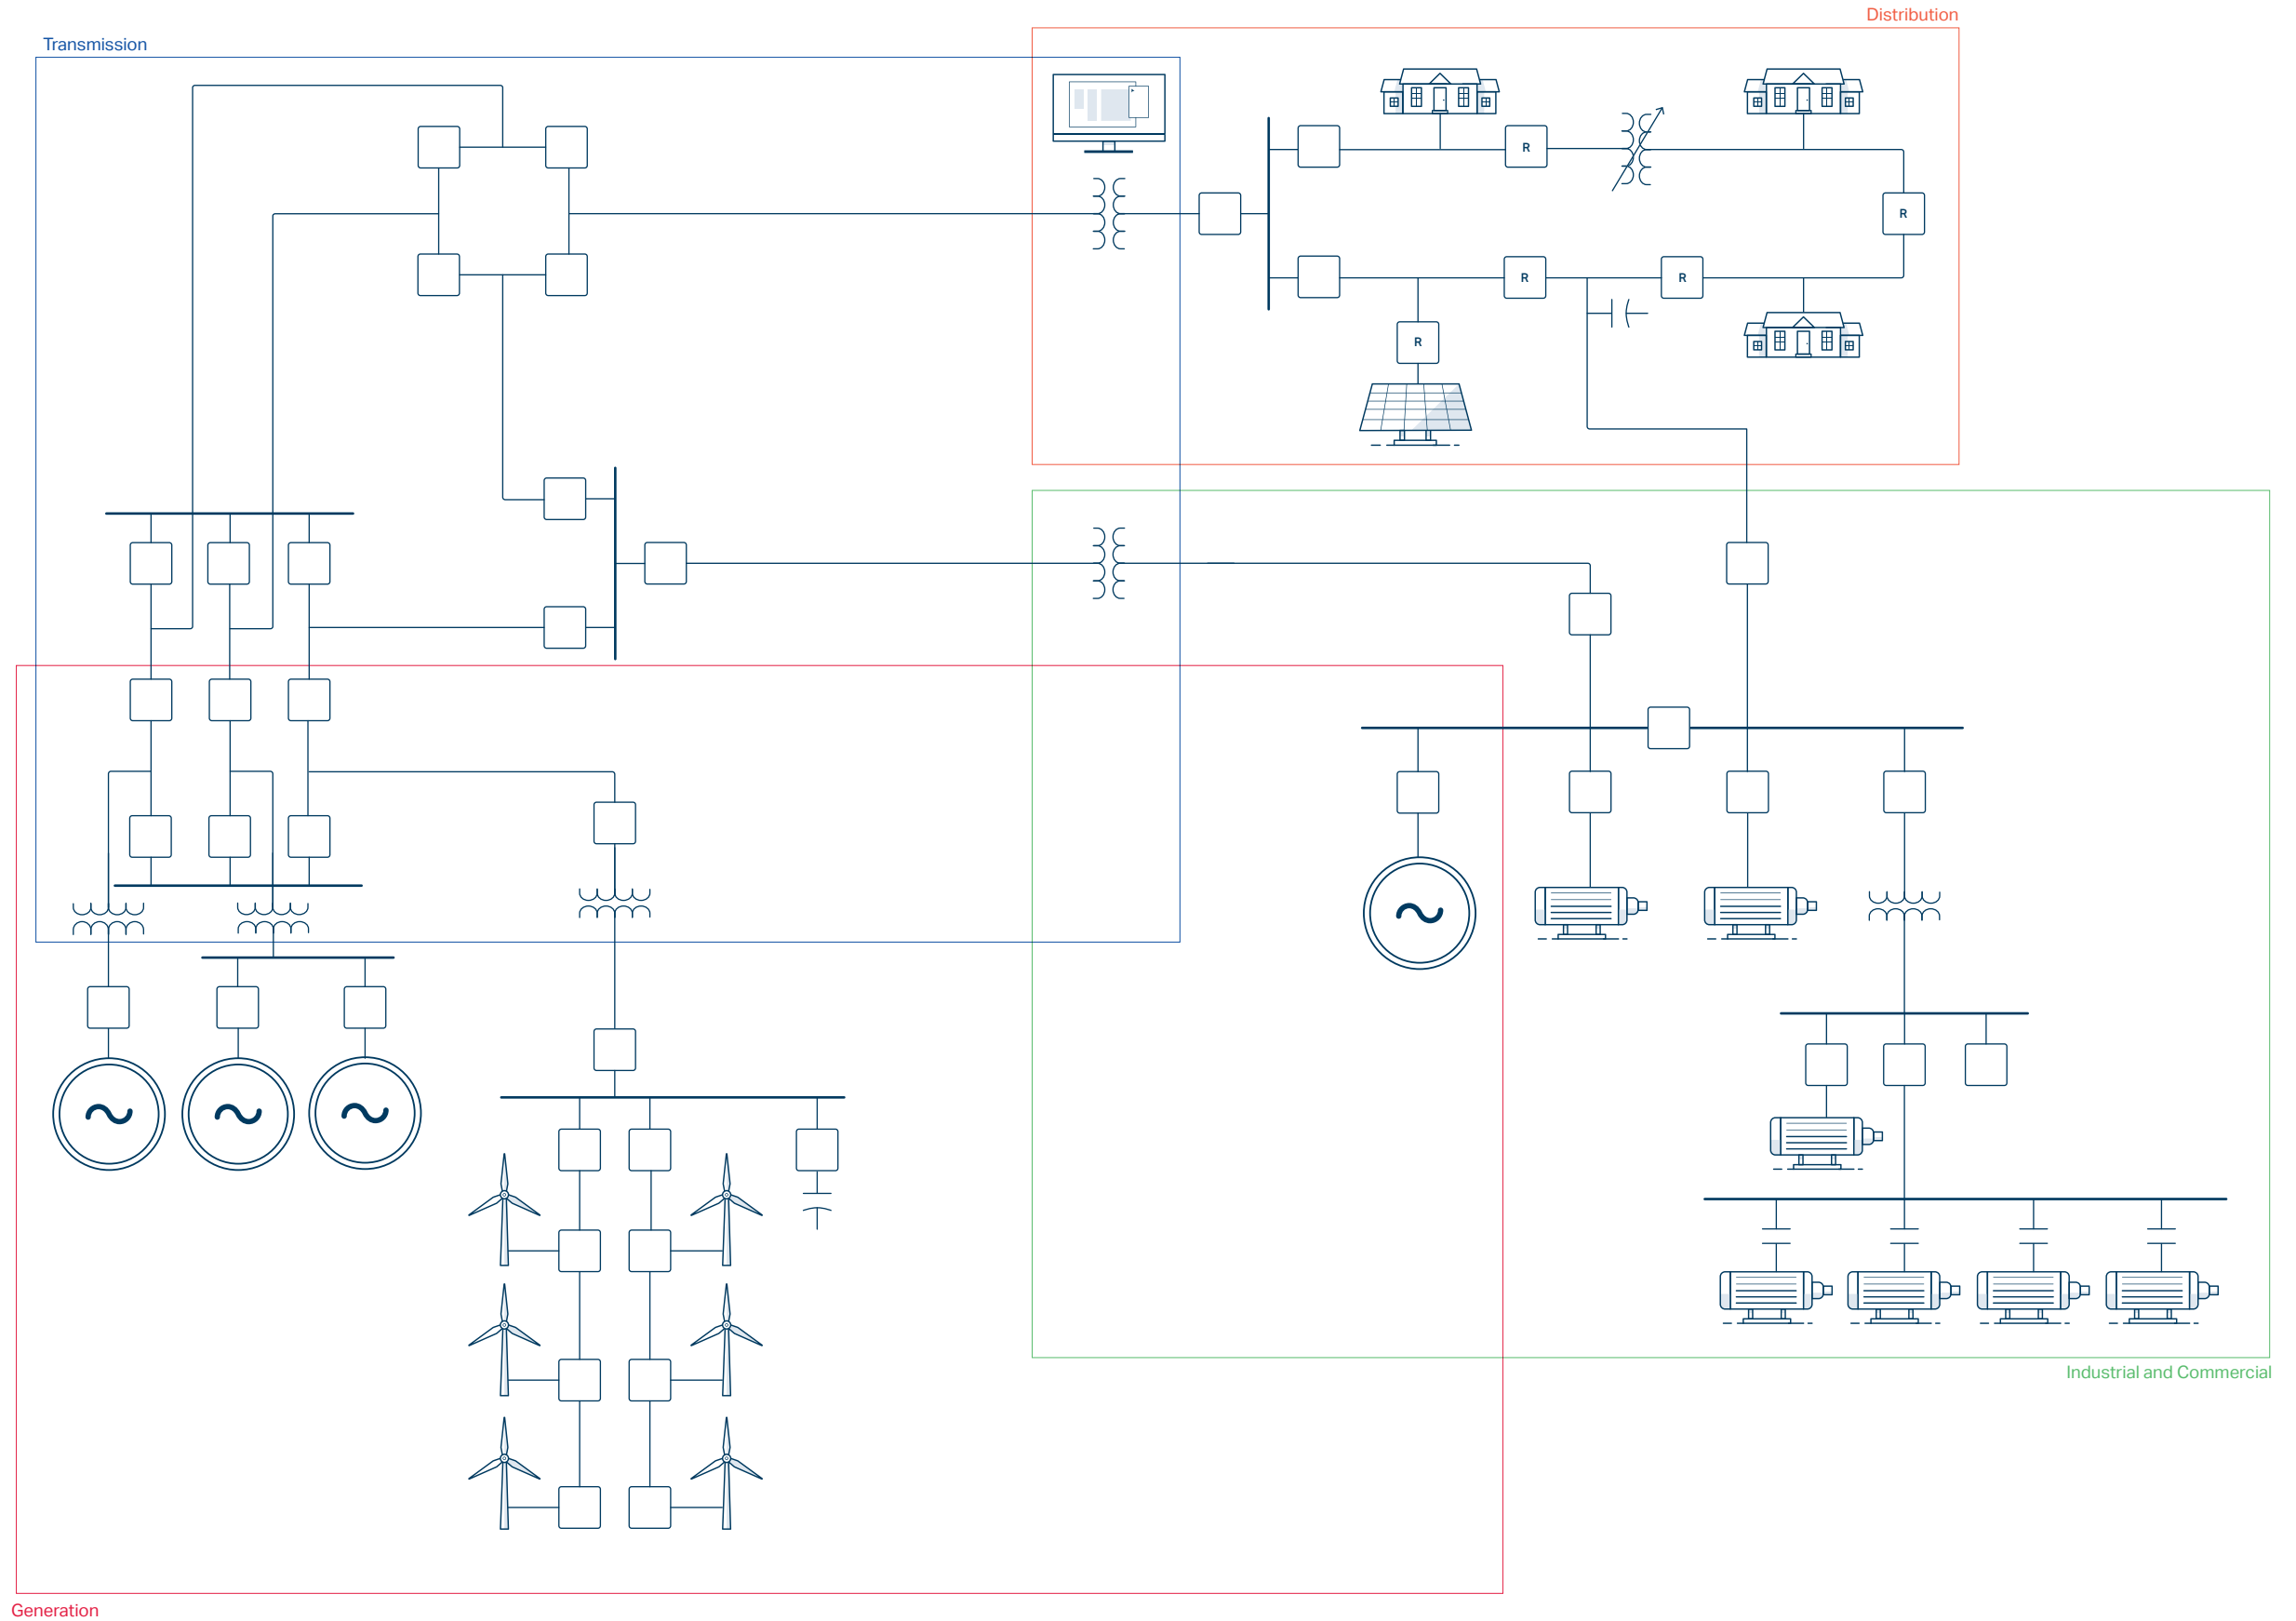 Distribution
Transmission
R
R
R
R
R
Industrial and Commercial
Generation